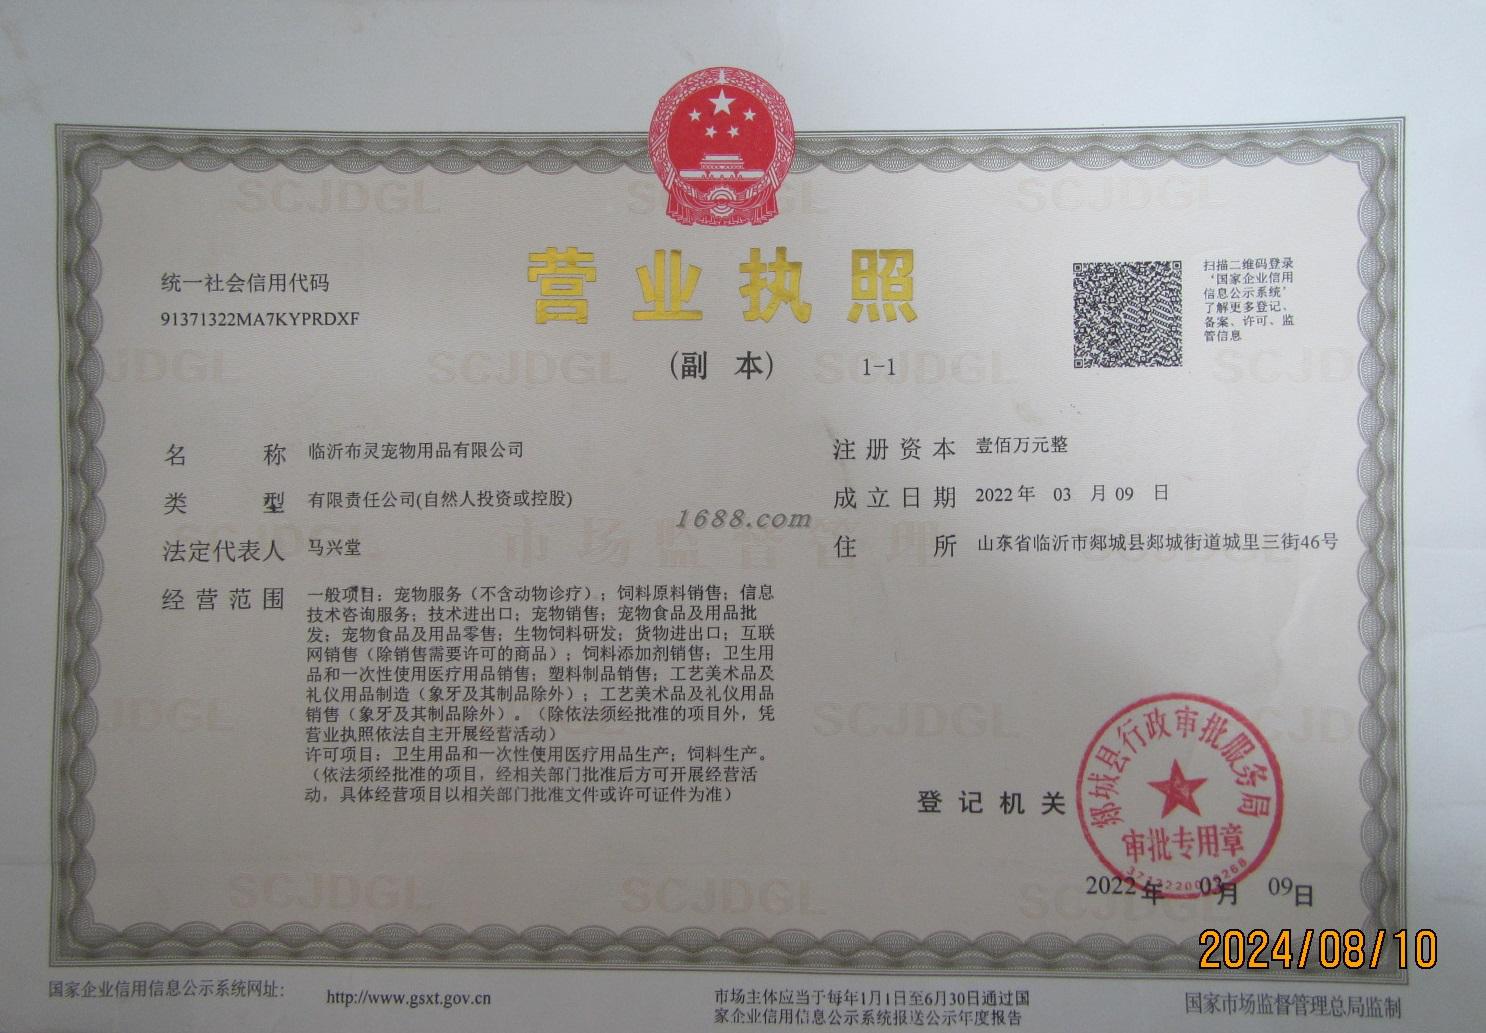 营业执照
(副 本) 1-1
统一社会信用代码
91371322MA7KYPRDXF
扫描二维码登录
‘国家企业信用
信息公示系统’
了解更多登记、
备案、许可、监
管信息
名称 临沂布灵宠物用品有限公司
类型 有限责任公司(自然人投资或控股)
法定代表人 马兴堂
经营范围 一般项目：宠物服务（不含动物诊疗）；饲料原料销售；信息
技术咨询服务；技术进出口；宠物销售；宠物食品及用品批
发；宠物食品及用品零售；生物饲料研发；货物进出口；互联
网销售（除销售需要许可的商品）；饲料添加剂销售；卫生用
品和一次性使用医疗用品销售；塑料制品销售；工艺美术品及
礼仪用品制造（象牙及其制品除外）；工艺美术品及礼仪用品
销售（象牙及其制品除外）。（除依法须经批准的项目外，凭
营业执照依法自主开展经营活动）
许可项目：卫生用品和一次性使用医疗用品生产；饲料生产。
（依法须经批准的项目，经相关部门批准后方可开展经营活
动，具体经营项目以相关部门批准文件或许可证件为准）
注册资本 壹佰万元整
成立日期 2022年 03 月 09 日
住所 山东省临沂市郯城县郯城街道城里三街46号
1688.com
市场监督管理
SCJDGL
登记机关
郯城县行政审批服务局
审批专用章
2022年 03月 09日
2024/08/10
国家企业信用信息公示系统网址： http://www.gsxt.gov.cn
市场主体应当于每年1月1日至6月30日通过国
家企业信用信息公示系统报送公示年度报告
国家市场监督管理总局监制